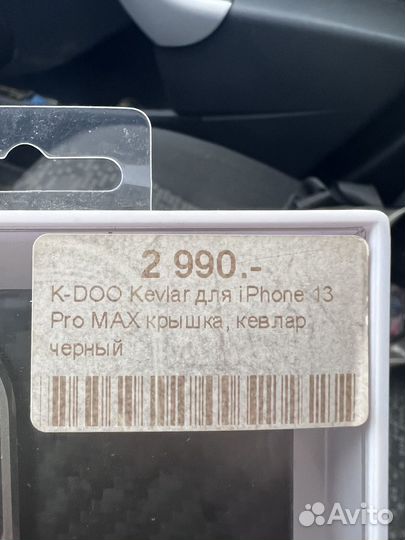 2 990.-
K-DOO Kevlar для iPhone 13
Pro MAX крышка, кевлар
черный
Avito